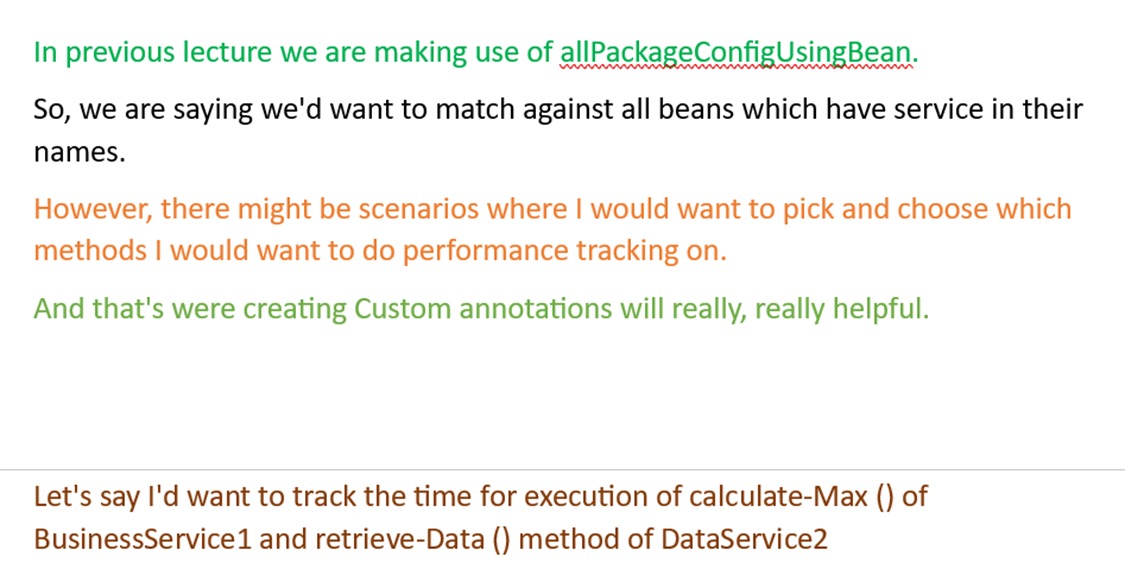 In previous lecture we are making use of allPackageConfigUsingBean.
So, we are saying we'd want to match against all beans which have service in their
names.
However, there might be scenarios where I would want to pick and choose which
methods I would want to do performance tracking on.
And that's were creating Custom annotations will really, really helpful.
Let's say I'd want to track the time for execution of calculate-Max () of
BusinessService1 and retrieve-Data () method of DataService2